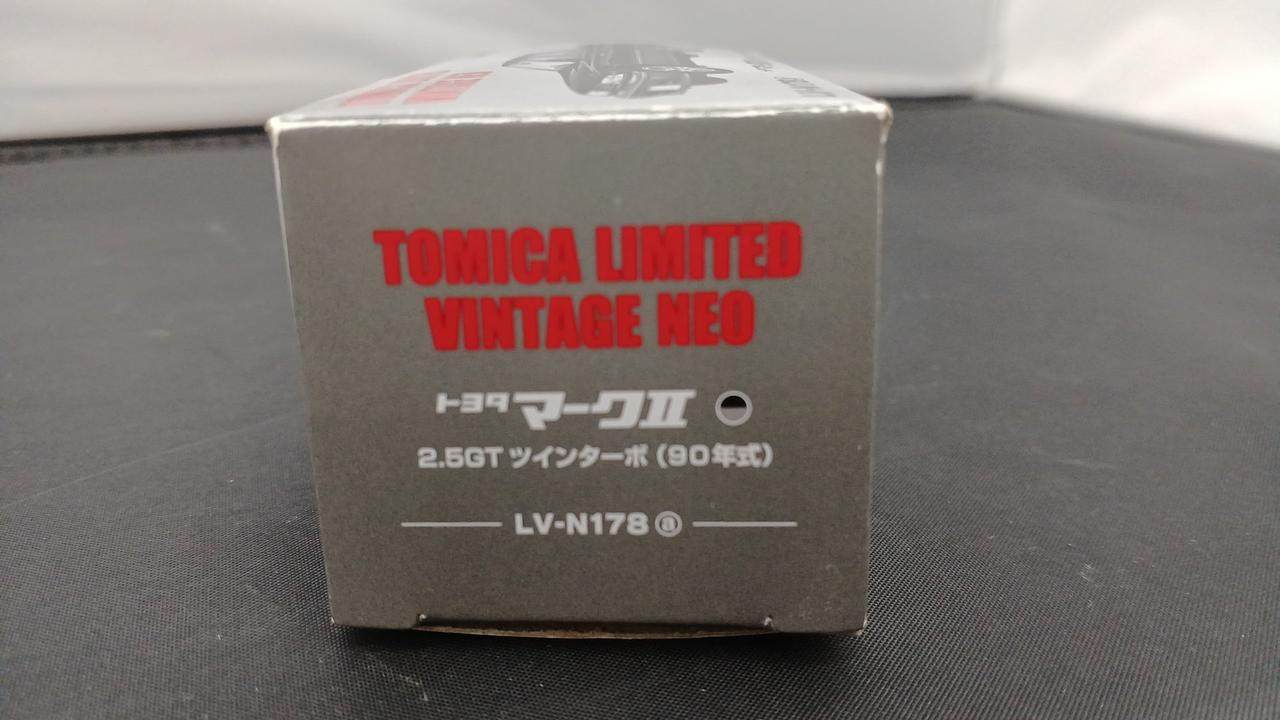 TOMICA LIMITED
VINTAGE NEO
トヨタ マークII
2.5GT ツインターボ (90年式)
LV-N178 ⓐ